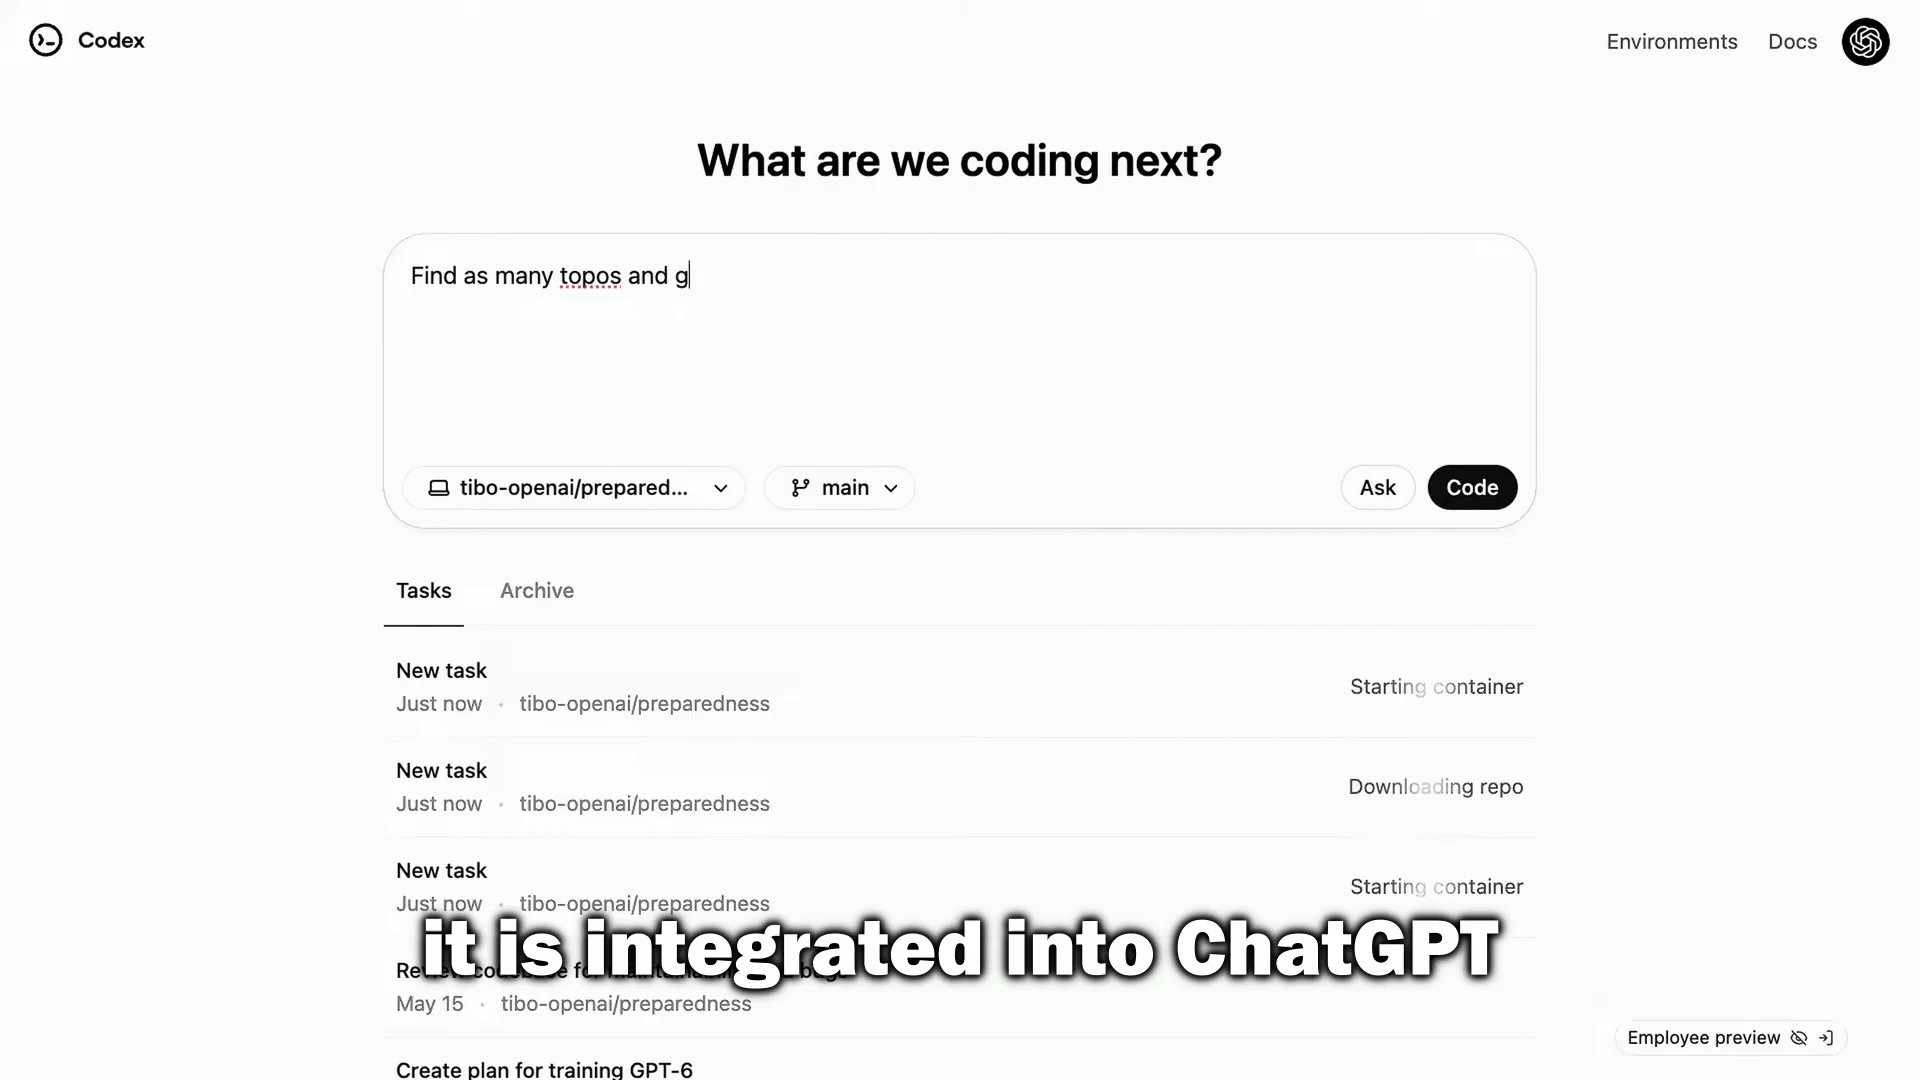 Codex
Environments
Docs
What are we coding next?
Find as many topos and g
tibo-openai/prepared...
main
Ask
Code
Tasks
Archive
New task
Starting container
Just now · tibo-openai/preparedness
New task
Downloading repo
Just now · tibo-openai/preparedness
New task
Starting container
Just now · tibo-openai/preparedness
it is integrated into ChatGPT
May 15 · tibo-openai/preparedness
Employee preview
Create plan for training GPT-6